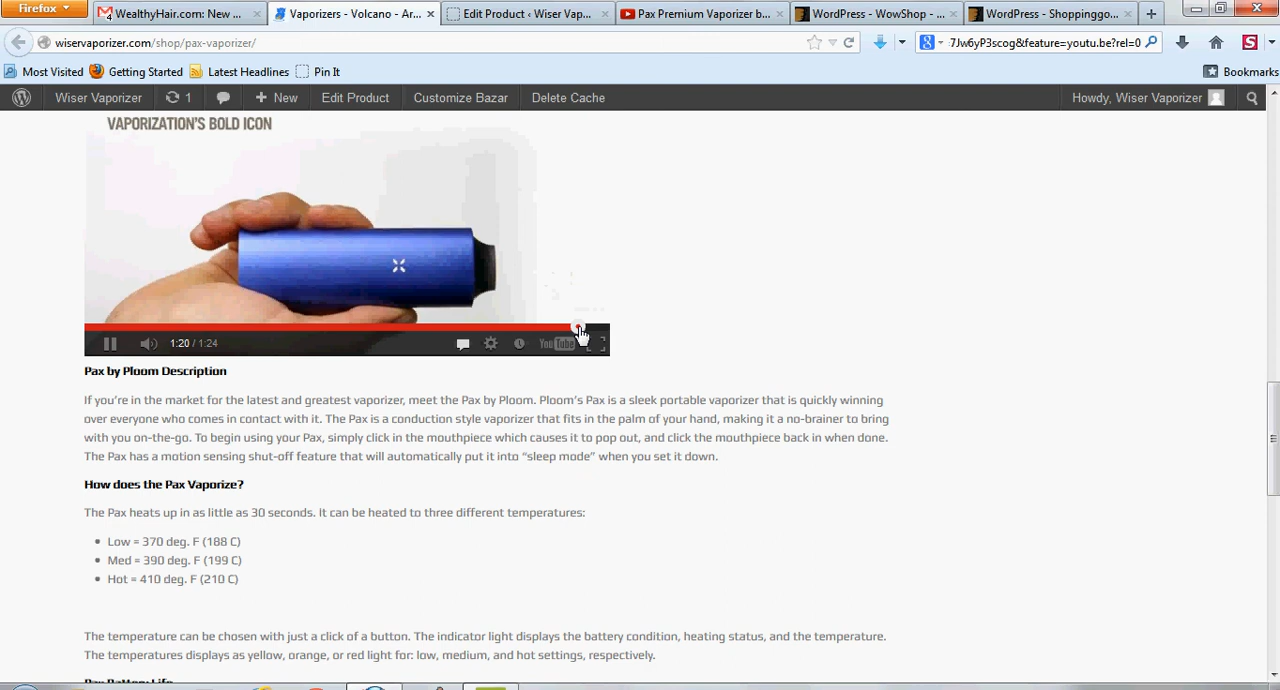 Firefox
WealthyHair.com: New ...
Vaporizers - Volcano - Ar...
Edit Product ‹ Wiser Vap...
Pax Premium Vaporizer b...
WordPress - WowShop - ...
WordPress - Shoppinggo...
wiservaporizer.com/shop/pax-vaporizer/
7Jw6yP3scog&feature=youtu.be?rel=0
Most Visited
Getting Started
Latest Headlines
Pin It
Bookmarks
Wiser Vaporizer
1
New
Edit Product
Customize Bazar
Delete Cache
Howdy, Wiser Vaporizer
VAPORIZATION'S BOLD ICON
1:20 / 1:24
YouTube
Pax by Ploom Description
If you're in the market for the latest and greatest vaporizer, meet the Pax by Ploom. Ploom's Pax is a sleek portable vaporizer that is quickly winning
over everyone who comes in contact with it. The Pax is a conduction style vaporizer that fits in the palm of your hand, making it a no-brainer to bring
with you on-the-go. To begin using your Pax, simply click in the mouthpiece which causes it to pop out, and click the mouthpiece back in when done.
The Pax has a motion sensing shut-off feature that will automatically put it into “sleep mode” when you set it down.
How does the Pax Vaporize?
The Pax heats up in as little as 30 seconds. It can be heated to three different temperatures:
Low = 370 deg. F (188 C)
Med = 390 deg. F (199 C)
Hot = 410 deg. F (210 C)
The temperature can be chosen with just a click of a button. The indicator light displays the battery condition, heating status, and the temperature.
The temperatures displays as yellow, orange, or red light for: low, medium, and hot settings, respectively.
Pax Battery Life